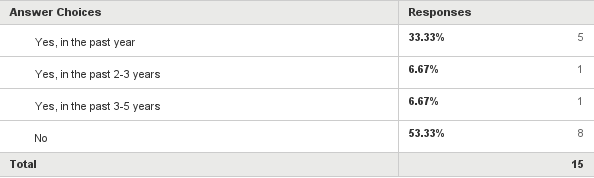 Answer Choices Responses
Yes, in the past year 33.33% 5
Yes, in the past 2-3 years 6.67% 1
Yes, in the past 3-5 years 6.67% 1
No 53.33% 8
Total 15